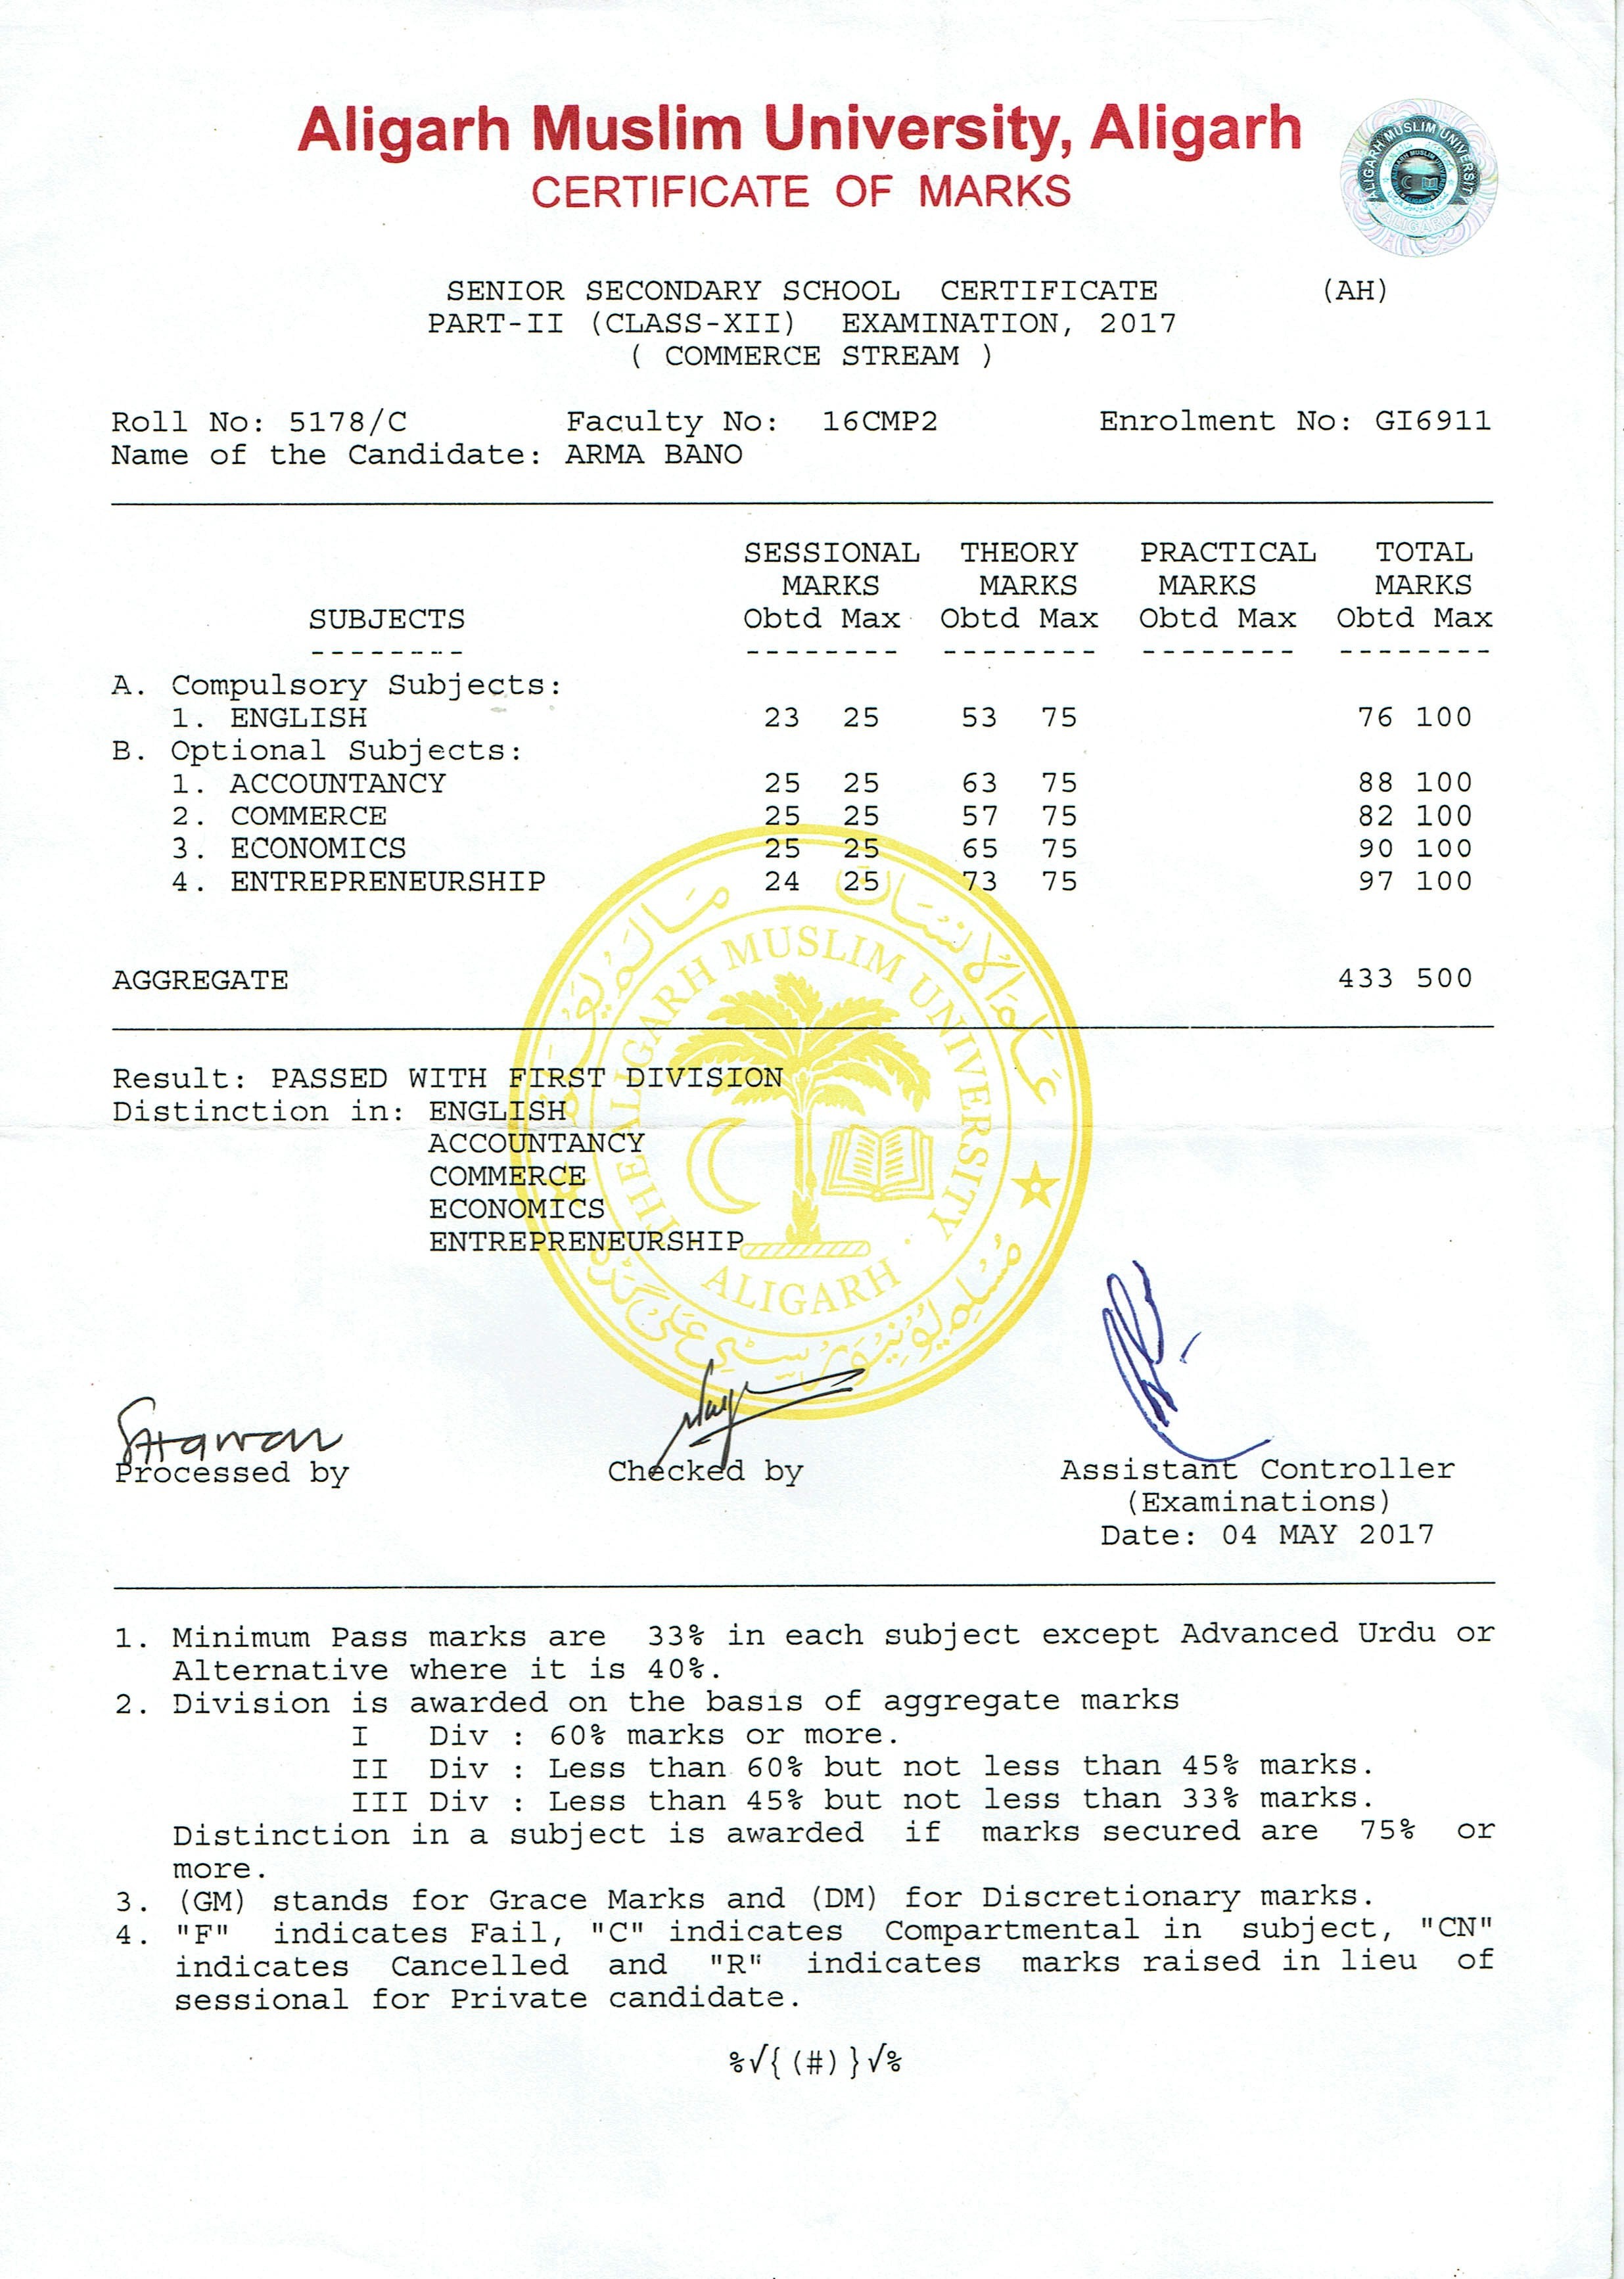 Aligarh Muslim University, Aligarh
CERTIFICATE OF MARKS
ALIGARH MUSLIM UNIVERSITY
ALIGARH
SENIOR SECONDARY SCHOOL CERTIFICATE (AH)
PART-II (CLASS-XII) EXAMINATION, 2017
( COMMERCE STREAM )
Roll No: 5178/C Faculty No: 16CMP2 Enrolment No: GI6911
Name of the Candidate: ARMA BANO
SESSIONAL THEORY PRACTICAL TOTAL
MARKS MARKS MARKS MARKS
SUBJECTS Obtd Max Obtd Max Obtd Max Obtd Max
A. Compulsory Subjects:
1. ENGLISH 23 25 53 75 76 100
B. Optional Subjects:
1. ACCOUNTANCY 25 25 63 75 88 100
2. COMMERCE 25 25 57 75 82 100
3. ECONOMICS 25 25 65 75 90 100
4. ENTREPRENEURSHIP 24 25 73 75 97 100
AGGREGATE 433 500
THE ALIGARH MUSLIM UNIVERSITY
ALIGARH
Result: PASSED WITH FIRST DIVISION
Distinction in: ENGLISH
ACCOUNTANCY
COMMERCE
ECONOMICS
ENTREPRENEURSHIP
Processed by Checked by Assistant Controller
(Examinations)
Date: 04 MAY 2017
1. Minimum Pass marks are 33% in each subject except Advanced Urdu or
Alternative where it is 40%.
2. Division is awarded on the basis of aggregate marks
I Div : 60% marks or more.
II Div : Less than 60% but not less than 45% marks.
III Div : Less than 45% but not less than 33% marks.
Distinction in a subject is awarded if marks secured are 75% or
more.
3. (GM) stands for Grace Marks and (DM) for Discretionary marks.
4. "F" indicates Fail, "C" indicates Compartmental in subject, "CN"
indicates Cancelled and "R" indicates marks raised in lieu of
sessional for Private candidate.
%√{(#)}√%